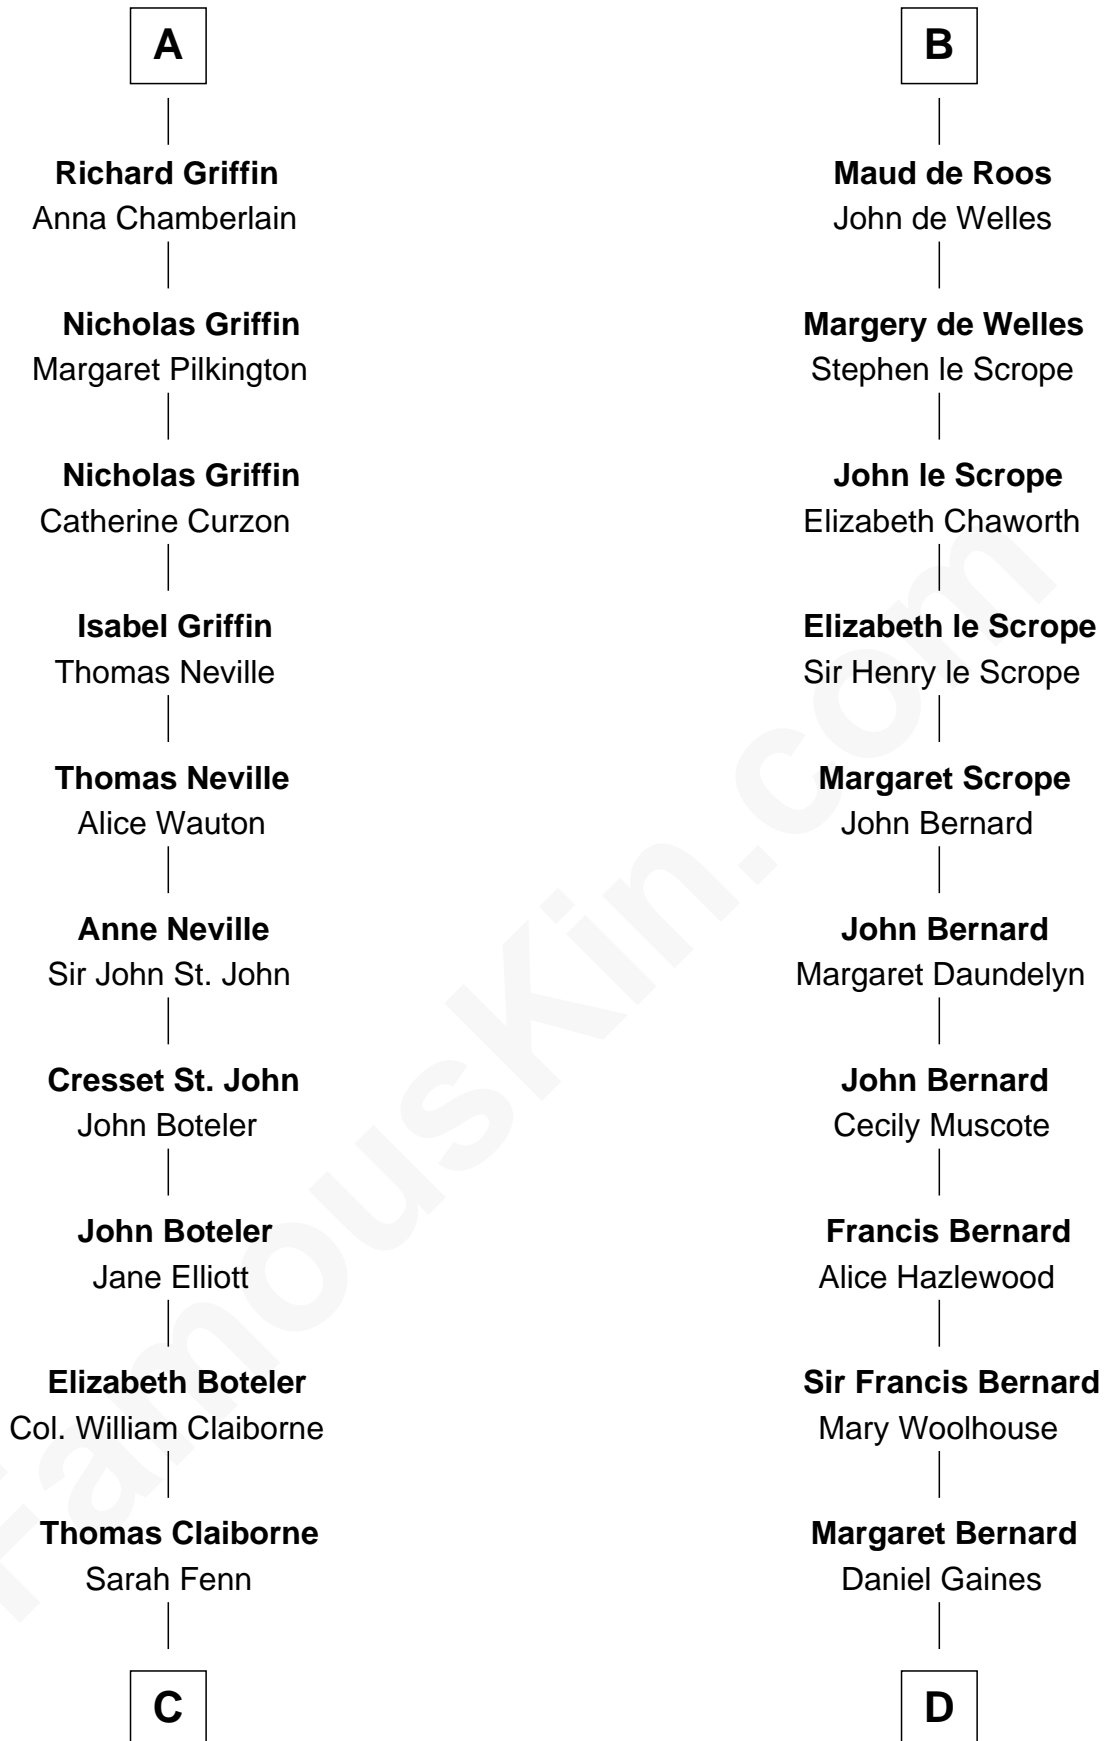 A
Richard Griffin
Anna Chamberlain
Nicholas Griffin
Margaret Pilkington
Nicholas Griffin
Catherine Curzon
Isabel Griffin
Thomas Neville
Thomas Neville
Alice Wauton
Anne Neville
Sir John St. John
Cresset St. John
John Boteler
John Boteler
Jane Elliott
Elizabeth Boteler
Col. William Claiborne
Thomas Claiborne
Sarah Fenn
C
B
Maud de Roos
John de Welles
Margery de Welles
Stephen le Scrope
John le Scrope
Elizabeth Chaworth
Elizabeth le Scrope
Sir Henry le Scrope
Margaret Scrope
John Bernard
John Bernard
Margaret Daundelyn
John Bernard
Cecily Muscote
Francis Bernard
Alice Hazlewood
Sir Francis Bernard
Mary Woolhouse
Margaret Bernard
Daniel Gaines
D
FamousKin.com